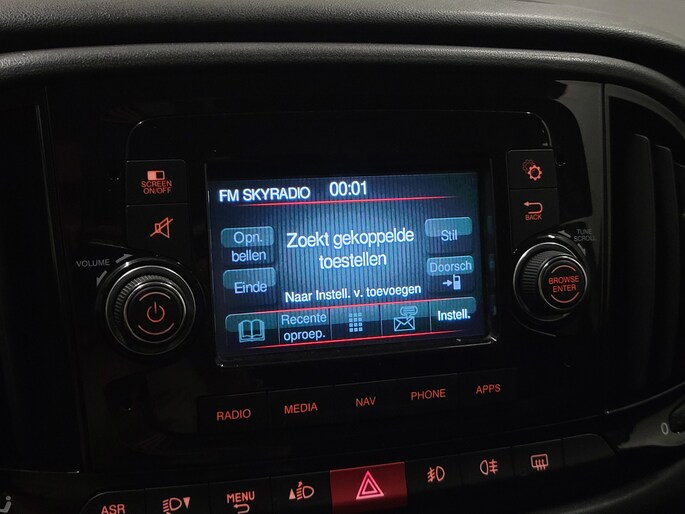 FM SKYRADIO 00:01
SCREEN
ON/OFF
BACK
Opn.
bellen
Zoekt gekoppelde
toestellen
Stil
VOLUME
TUNE
SCROLL
Einde
Doorsch
BROWSE
ENTER
Naar Instell. v. toevoegen
Recente
oproep.
Instell.
RADIO MEDIA NAV PHONE APPS
0
ASR MENU